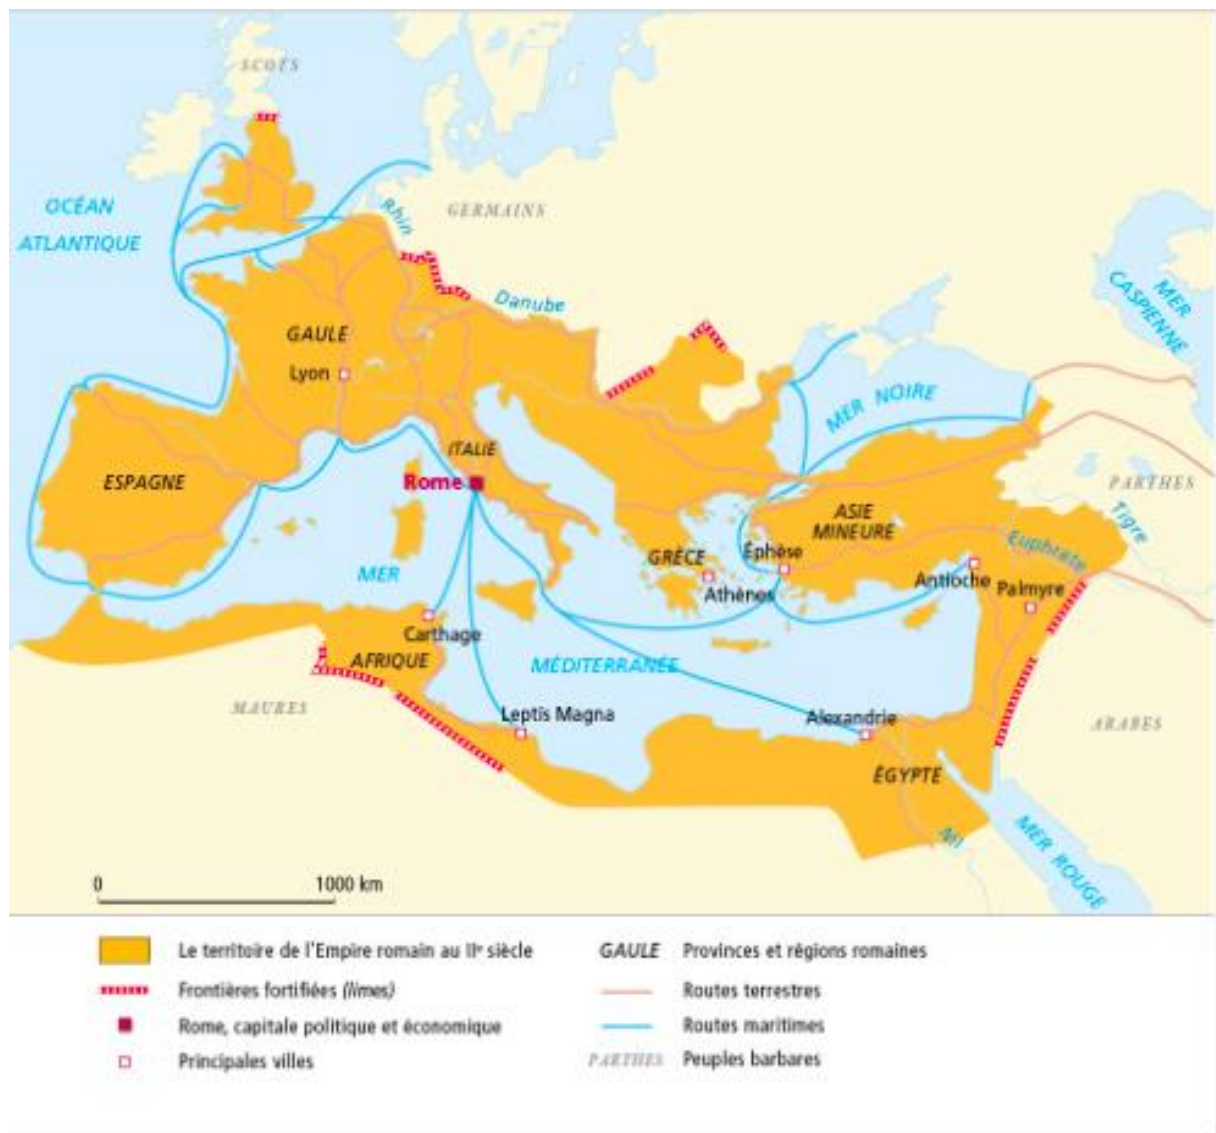 SCOTS
OCÉAN
ATLANTIQUE
Rhin
GERMAINS
Danube
MER
CASPIENNE
GAULE
Lyon
MER NOIRE
ITALIE
ESPAGNE
Rome
PARTHES
ASIE
MINEURE
Tigre
Euphrate
GRÈCE
Éphèse
MER
Athènes
Antioche
Palmyre
Carthage
AFRIQUE
MÉDITERRANÉE
MAURES
Leptis Magna
Alexandrie
ARABES
ÉGYPTE
Nil
MER ROUGE
0 1000 km
Le territoire de l'Empire romain au IIe siècle
Frontières fortifiées (limes)
Rome, capitale politique et économique
Principales villes
GAULE Provinces et régions romaines
Routes terrestres
Routes maritimes
PARTHES Peuples barbares